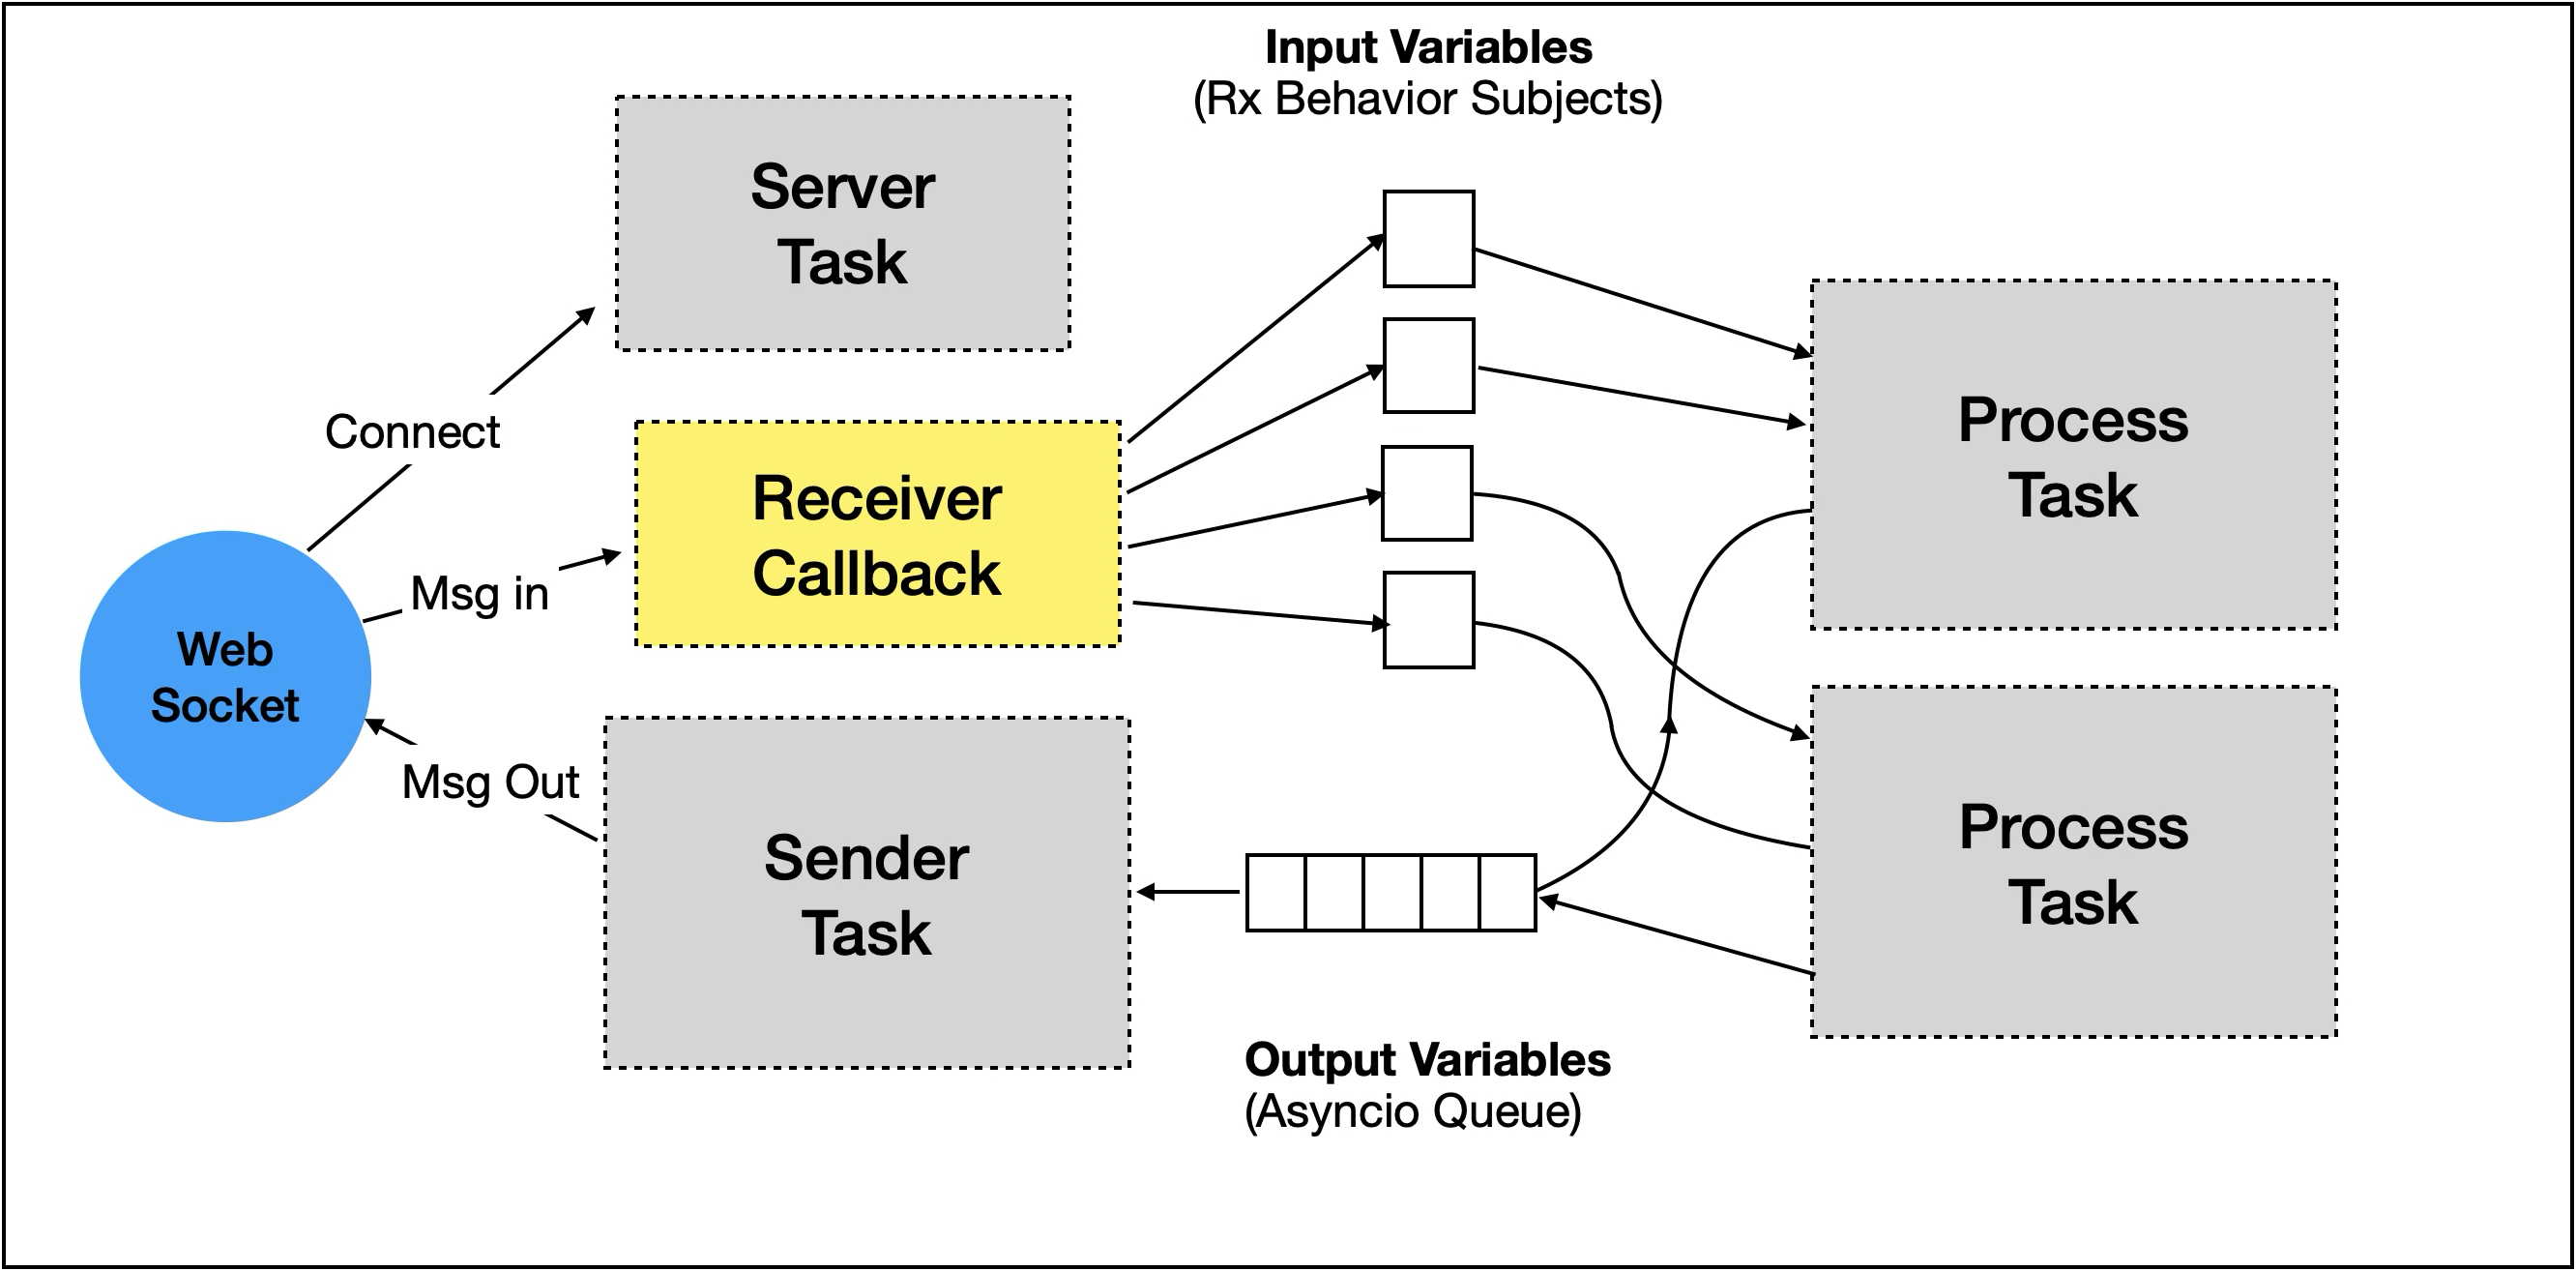 Input Variables
(Rx Behavior Subjects)
Server
Task
Connect
Receiver
Callback
Msg in
Web
Socket
Msg Out
Sender
Task
Process
Task
Process
Task
Output Variables
(Asyncio Queue)